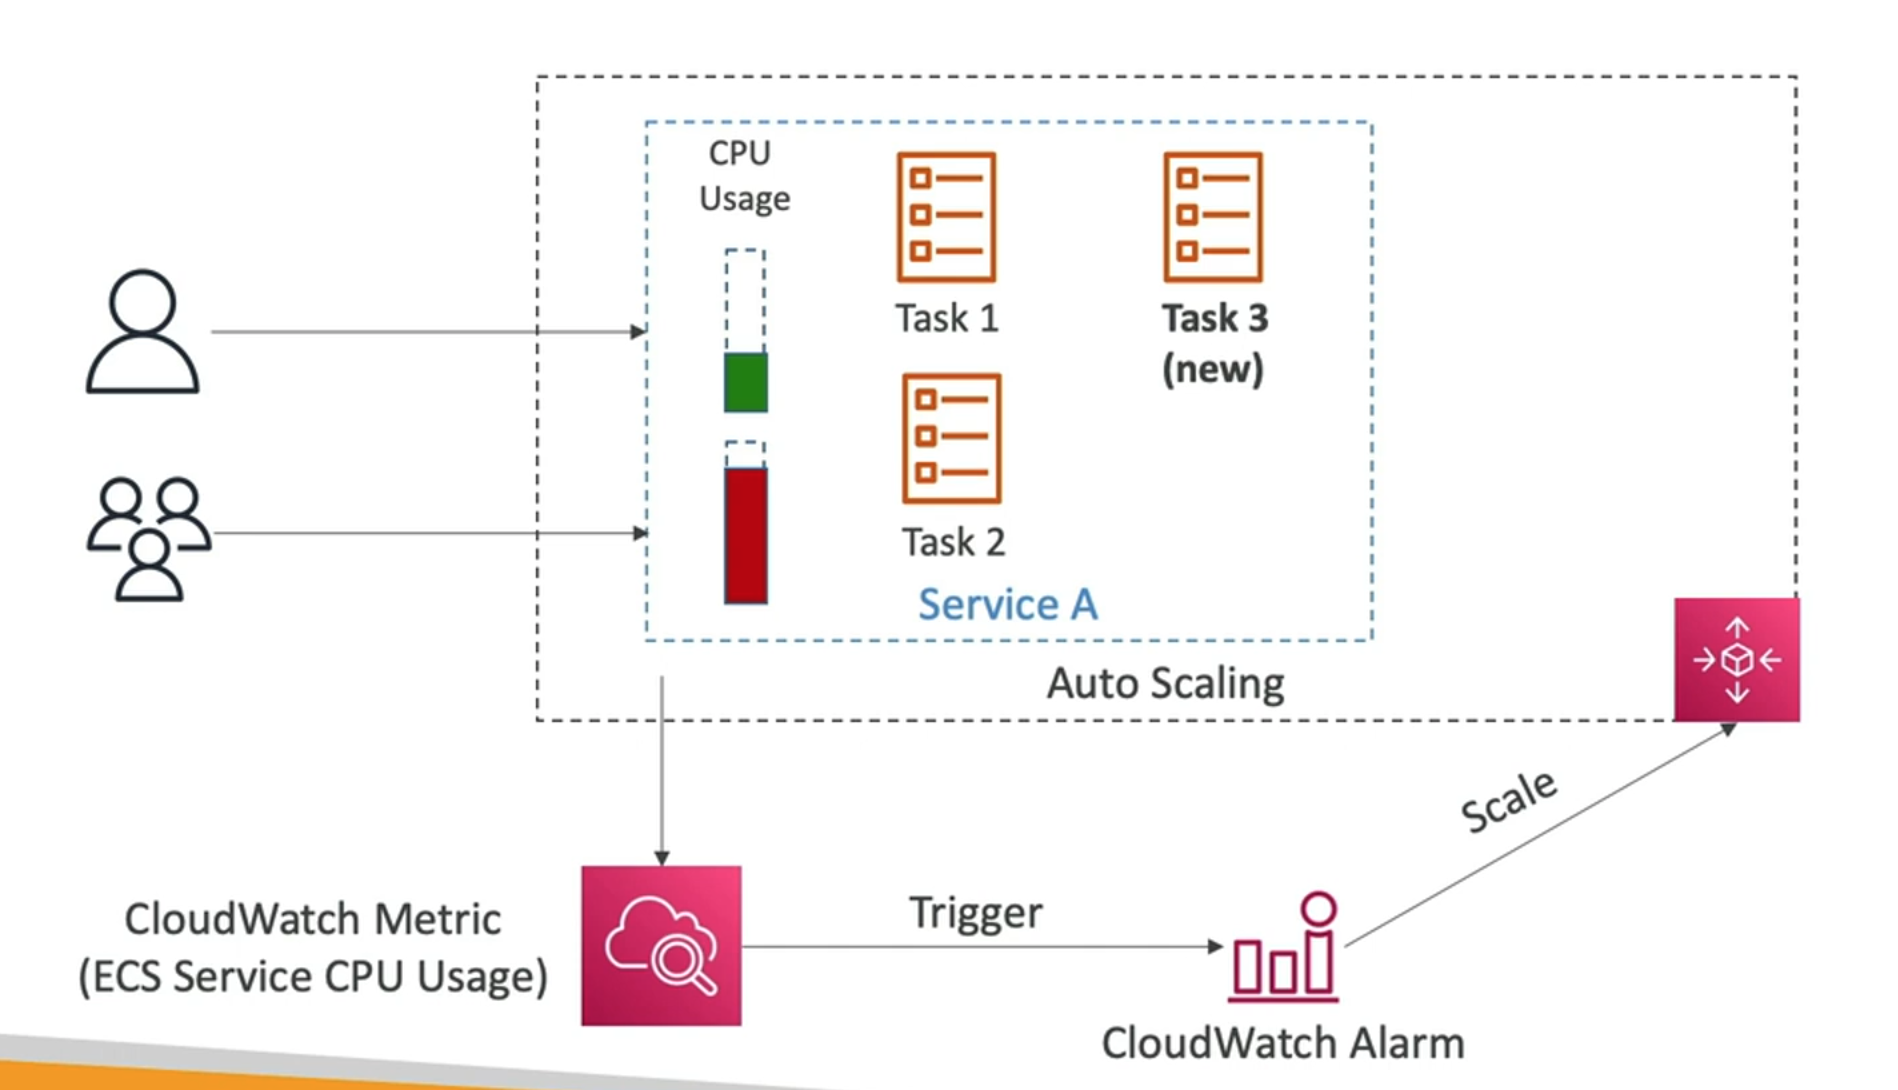 CPU
Usage
Task 1
Task 3
(new)
Task 2
Service A
Auto Scaling
Scale
CloudWatch Metric
(ECS Service CPU Usage)
Trigger
CloudWatch Alarm